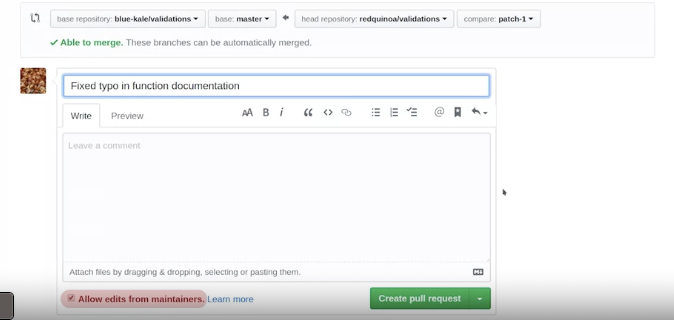 base repository: blue-kale/validations base: master head repository: redquinoa/validations compare: patch-1
Able to merge. These branches can be automatically merged.
Fixed typo in function documentation
Write Preview AA B i @
Leave a comment
Attach files by dragging & dropping, selecting or pasting them.
Allow edits from maintainers. Learn more Create pull request